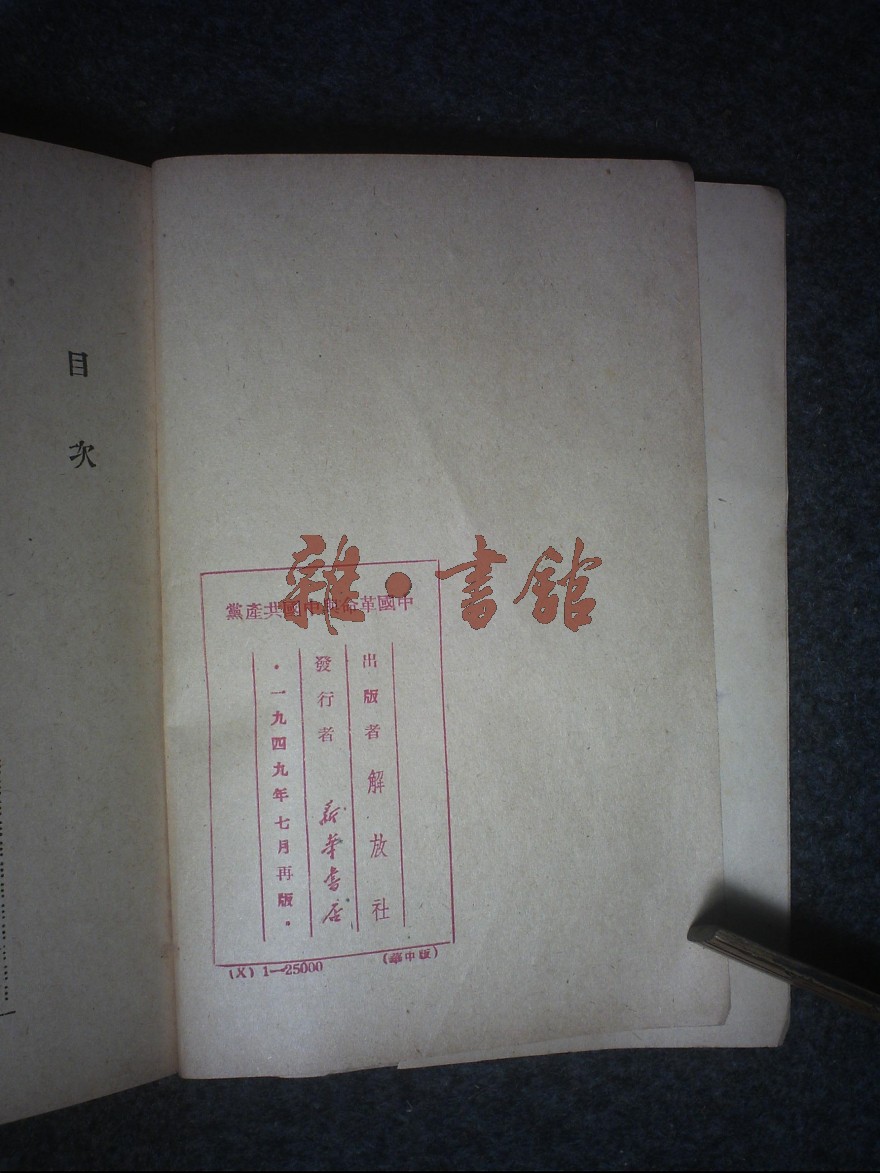 目次
雜·書館
中國革命與中國共產黨
出版者 解放社
發行者 新華書店
·一九四九年七月再版·
(華中版)
(X) 1—25000